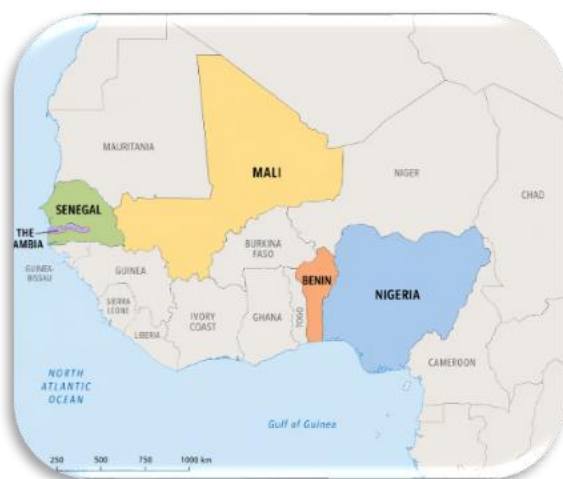 MAURITANIA
MALI
NIGER
CHAD
SENEGAL
THE
AMBIA
GUINEA-
BISSAU
GUINEA
BURKINA
FASO
BENIN
NIGERIA
SIERRA
LEONE
LIBERIA
IVORY
COAST
GHANA
TOGO
CAMEROON
NORTH
ATLANTIC
OCEAN
Gulf of Guinea
250 500 750 1000 km